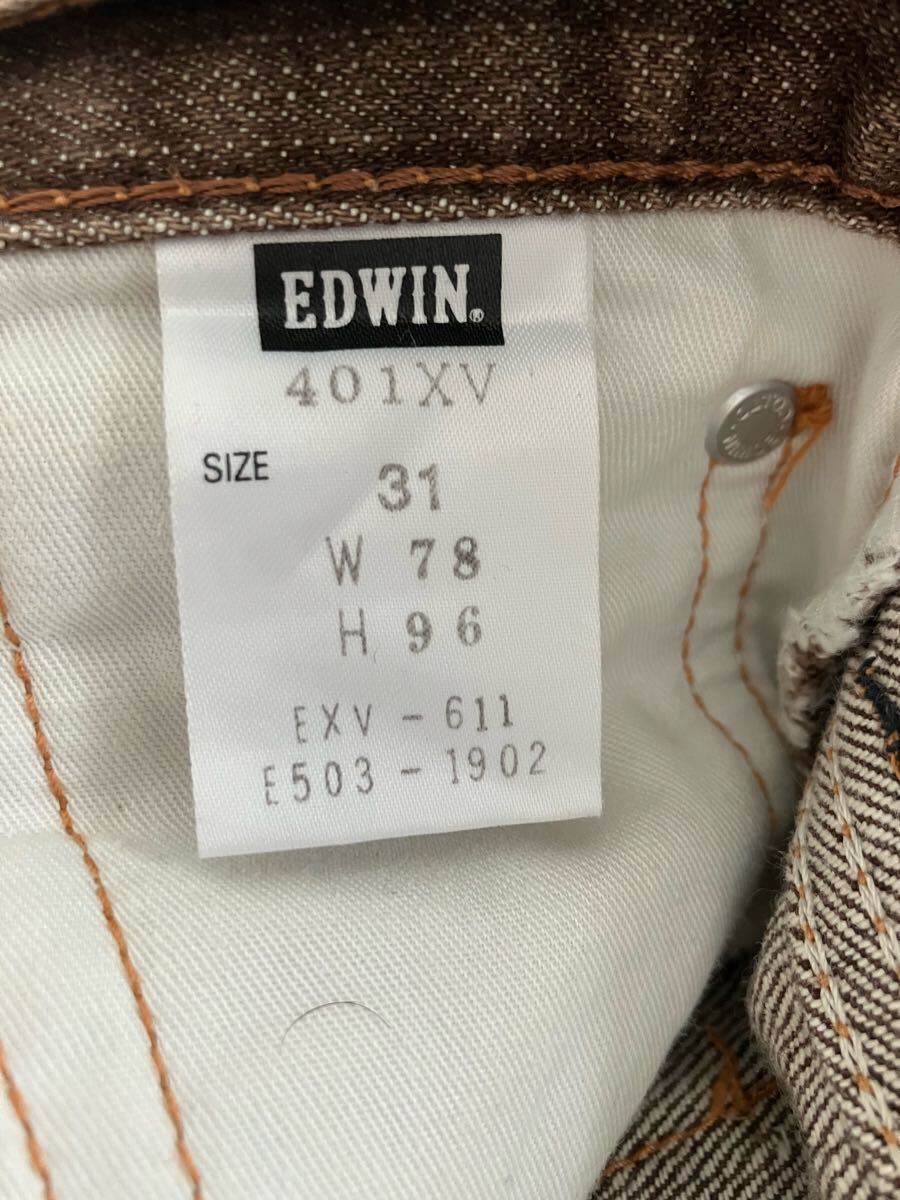 EDWIN®
401XV
SIZE 31
W 78
H 96
EXV - 611
E503 - 1902